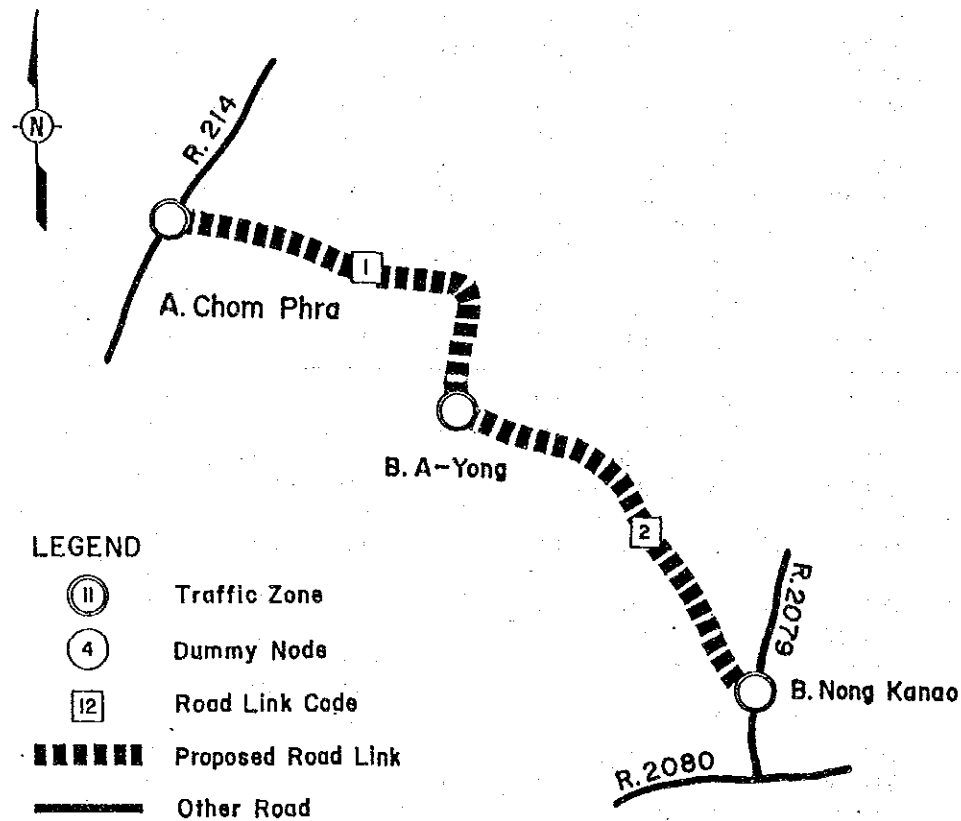 N
R. 214
1
A. Chom Phra
B. A-Yong
2
R. 2079
B. Nong Kanao
R. 2080
LEGEND
11 Traffic Zone
4 Dummy Node
12 Road Link Code
Proposed Road Link
Other Road